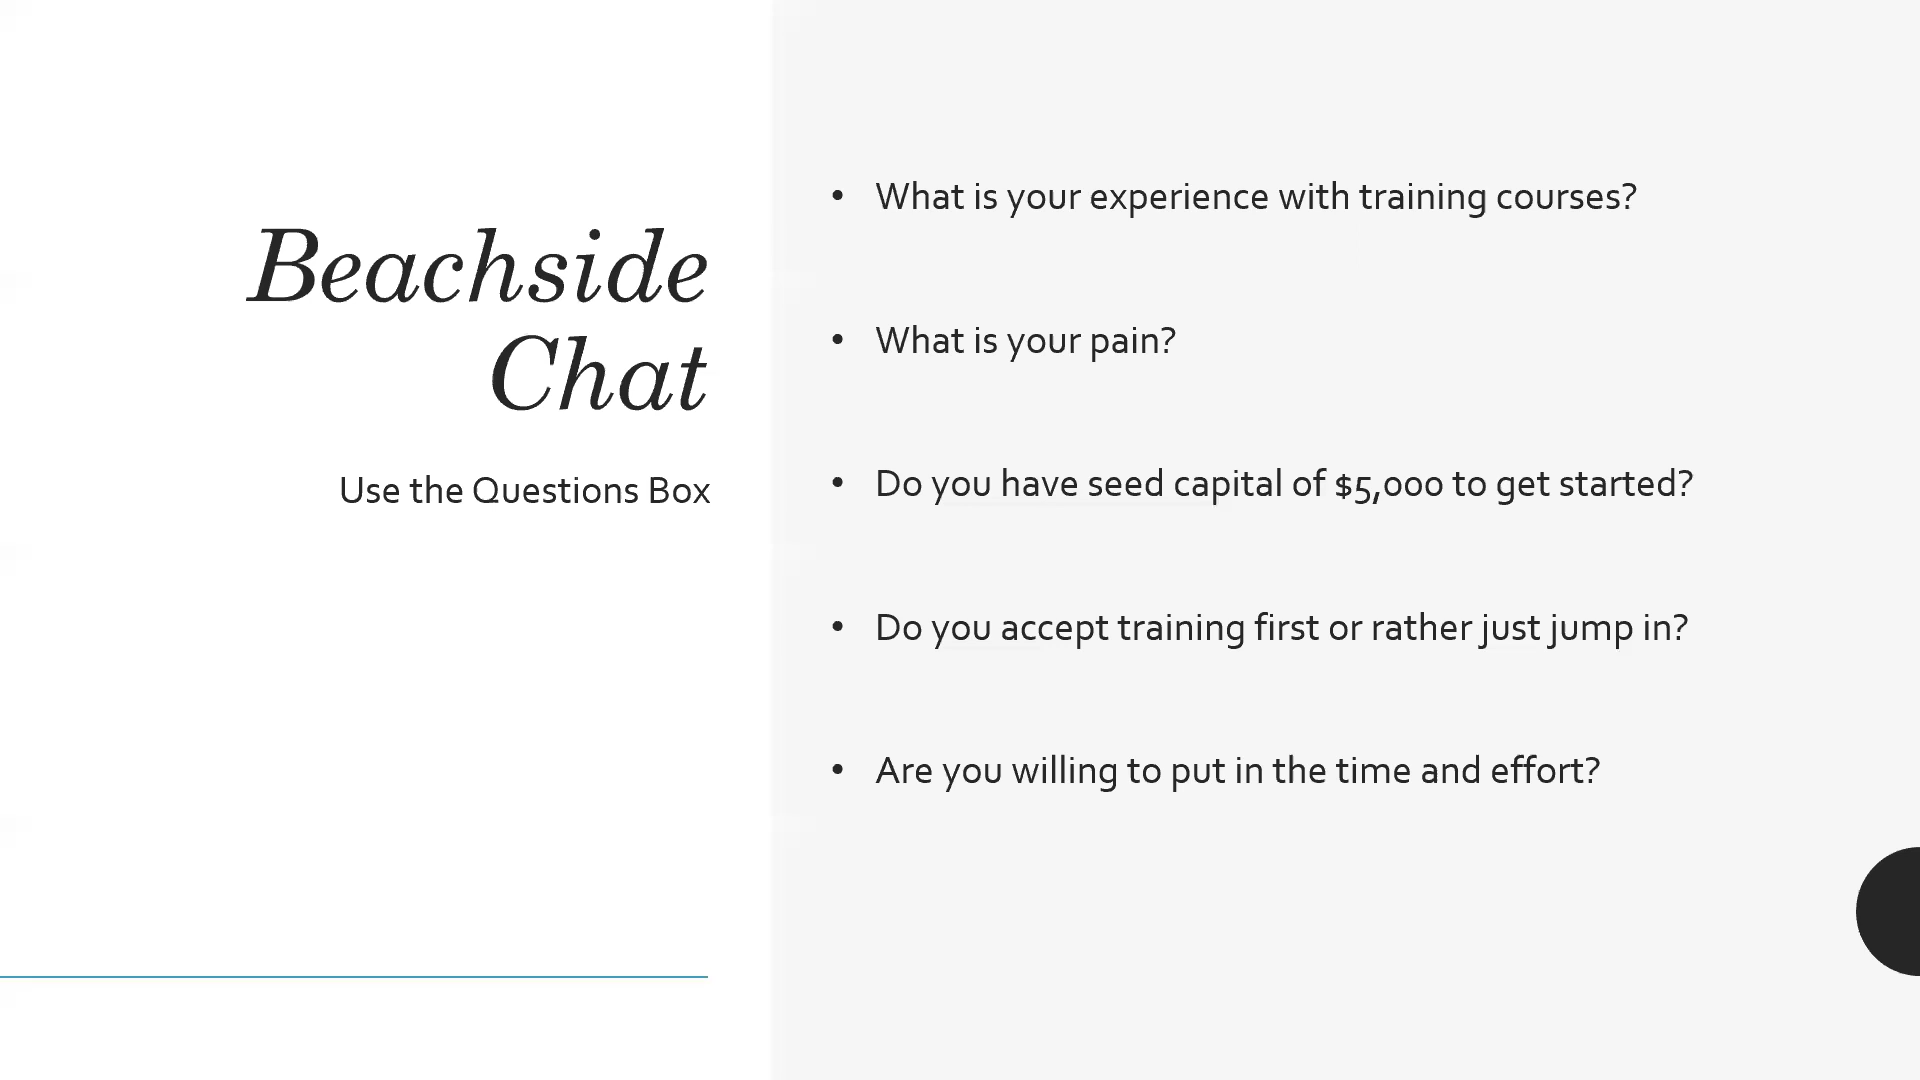 Beachside
Chat
Use the Questions Box
• What is your experience with training courses?
• What is your pain?
• Do you have seed capital of $5,000 to get started?
• Do you accept training first or rather just jump in?
• Are you willing to put in the time and effort?